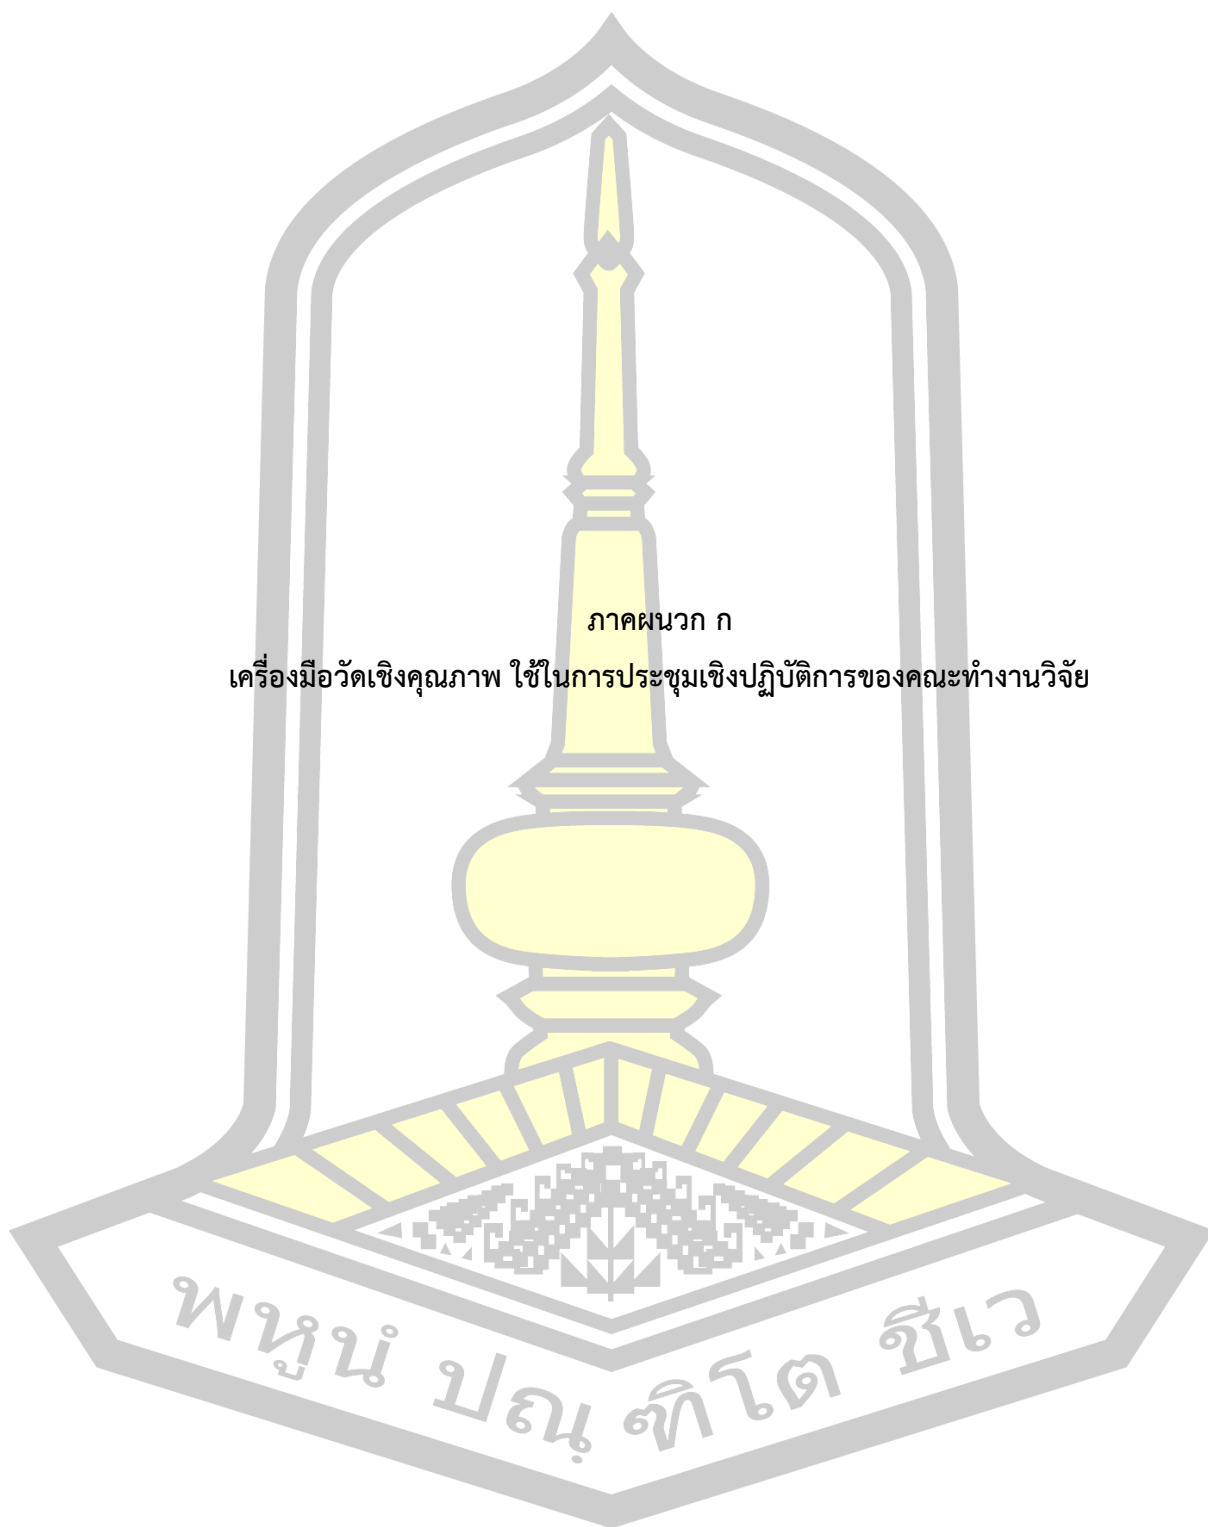 ภาคผนวก ก
เครื่องมือวัดเชิงคุณภาพ ใช้ในการประชุมเชิงปฏิบัติการของคณะทำงานวิจัย
พหูนํ ปณฺฑิโต ชีเว